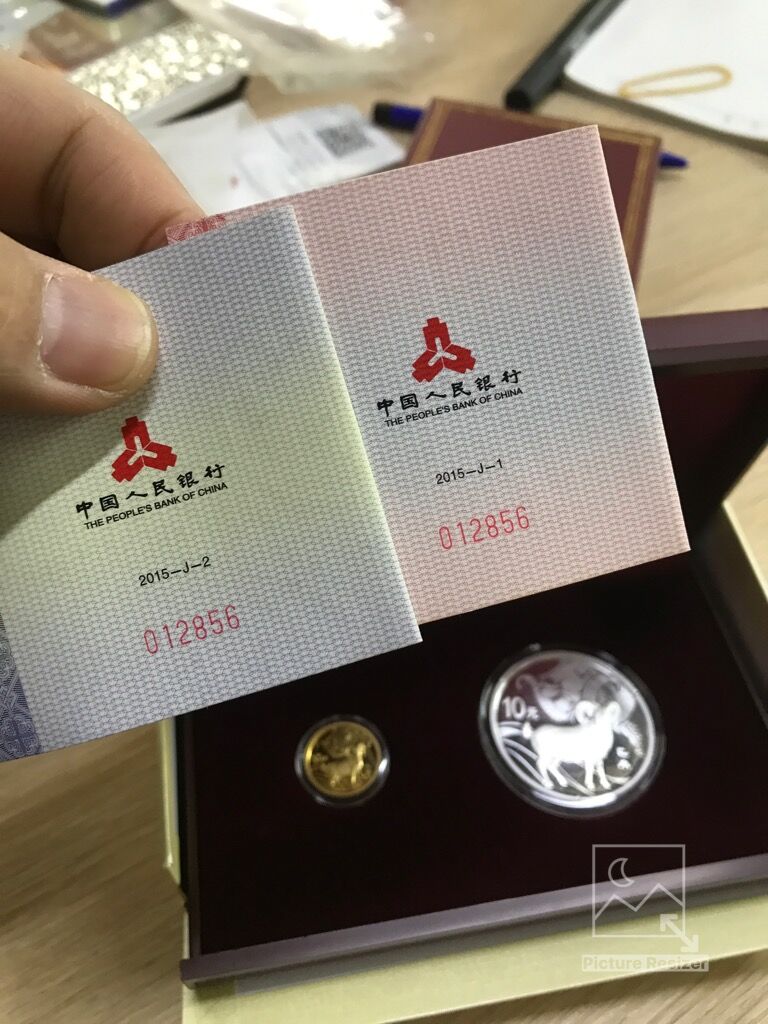 中国人民银行
THE PEOPLE'S BANK OF CHINA
2015-J-2
012856
中国人民银行
THE PEOPLE'S BANK OF CHINA
2015-J-1
012856
10元
Picture Resizer